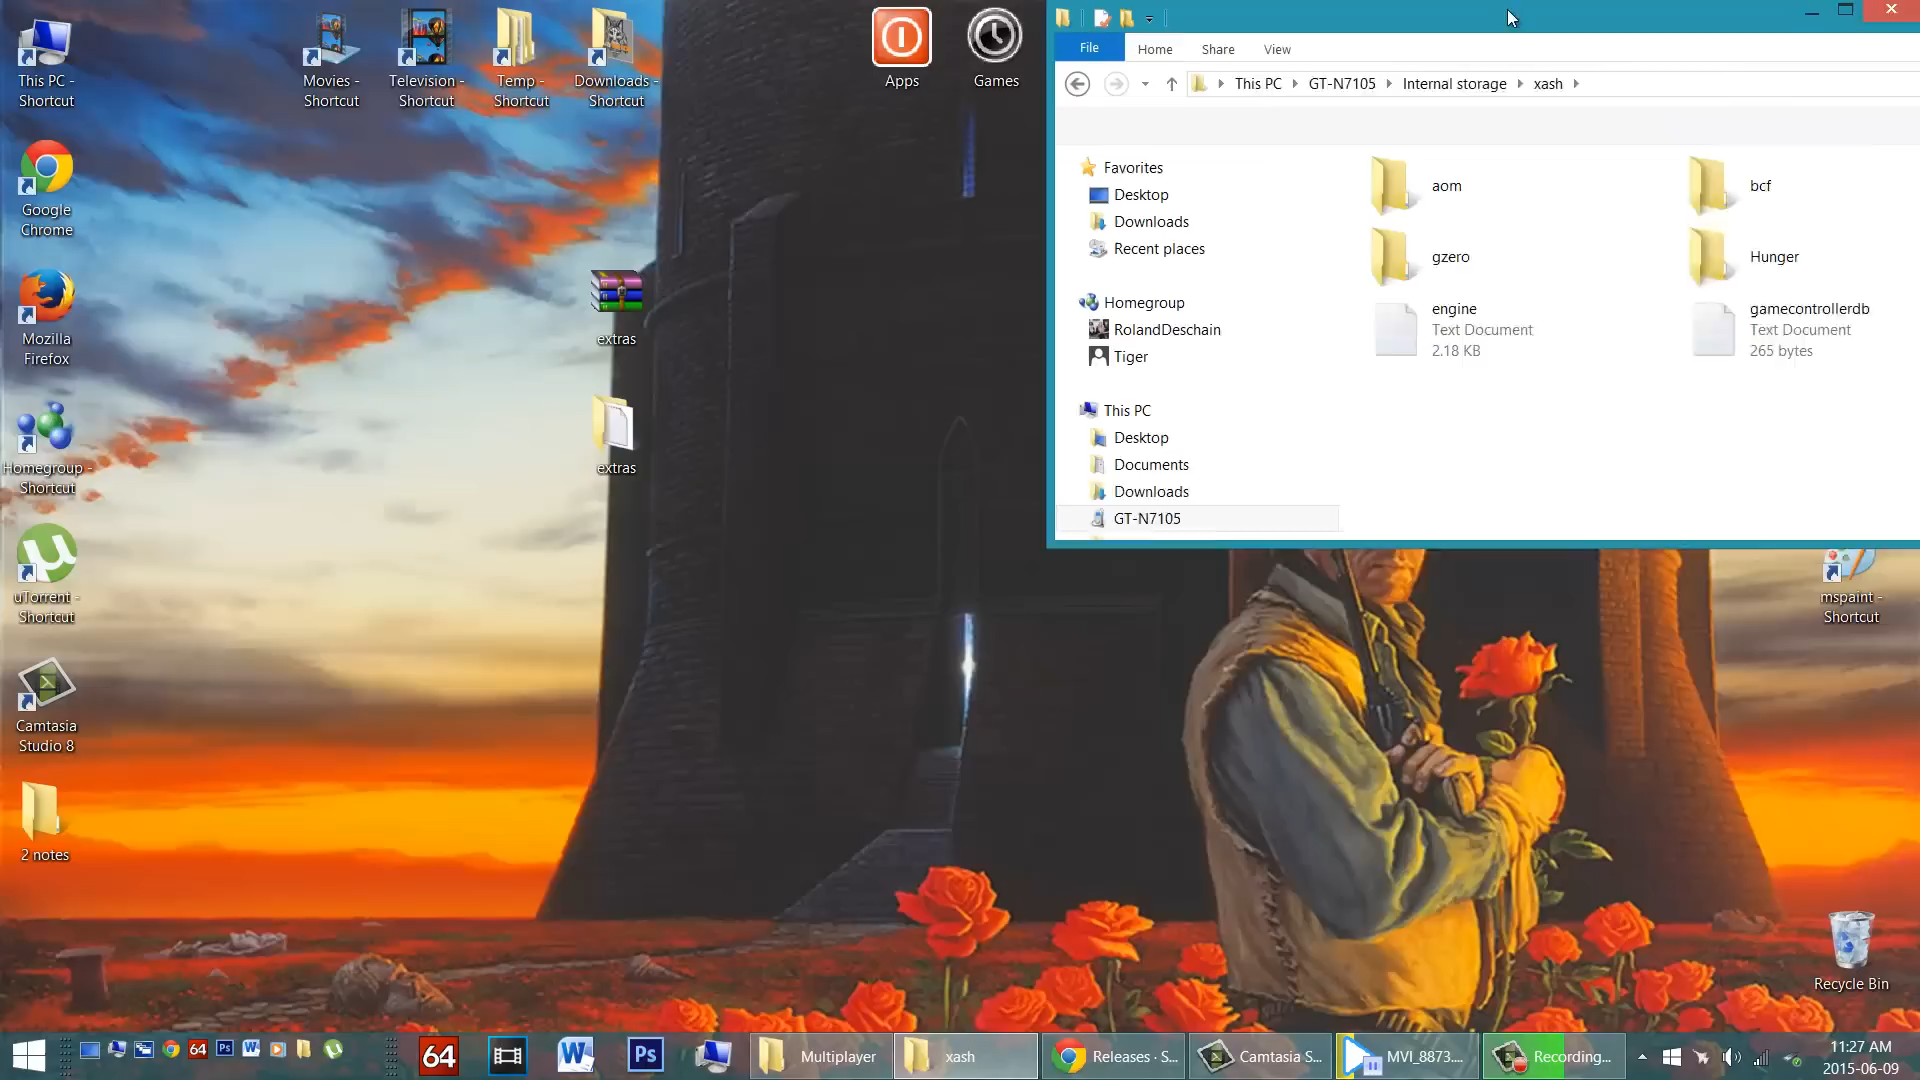 This PC -
Shortcut
Movies -
Shortcut
Television -
Shortcut
Temp -
Shortcut
Downloads -
Shortcut
Apps
Games
Google
Chrome
Mozilla
Firefox
Homegroup -
Shortcut
uTorrent -
Shortcut
Camtasia
Studio 8
2 notes
extras
extras
File
Home
Share
View
This PC
GT-N7105
Internal storage
xash
Favorites
Desktop
Downloads
Recent places
Homegroup
RolandDeschain
Tiger
This PC
Desktop
Documents
Downloads
GT-N7105
aom
bcf
gzero
Hunger
engine
Text Document
2.18 KB
gamecontrollerdb
Text Document
265 bytes
mspaint -
Shortcut
Recycle Bin
64
Ps
W
64
W
Ps
Multiplayer
xash
Releases · S...
Camtasia S...
MVI_8873....
Recording...
11:27 AM
2015-06-09